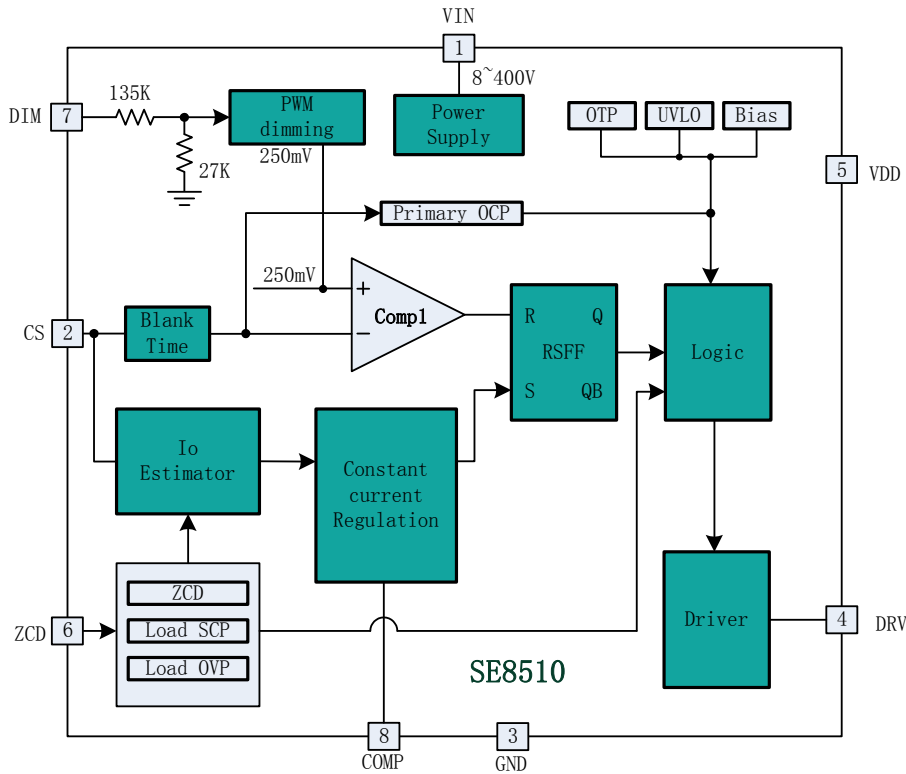 VIN
1
8~400V
DIM
7
135K
27K
PWM
dimming
250mV
Power
Supply
OTP
UVLO
Bias
5
VDD
Primary OCP
250mV
CS
2
Blank
Time
+
−
Comp1
R
Q
RSFF
S
QB
Logic
Io
Estimator
Constant
current
Regulation
ZCD
6
ZCD
Load SCP
Load OVP
Driver
4
DRV
SE8510
8
COMP
3
GND